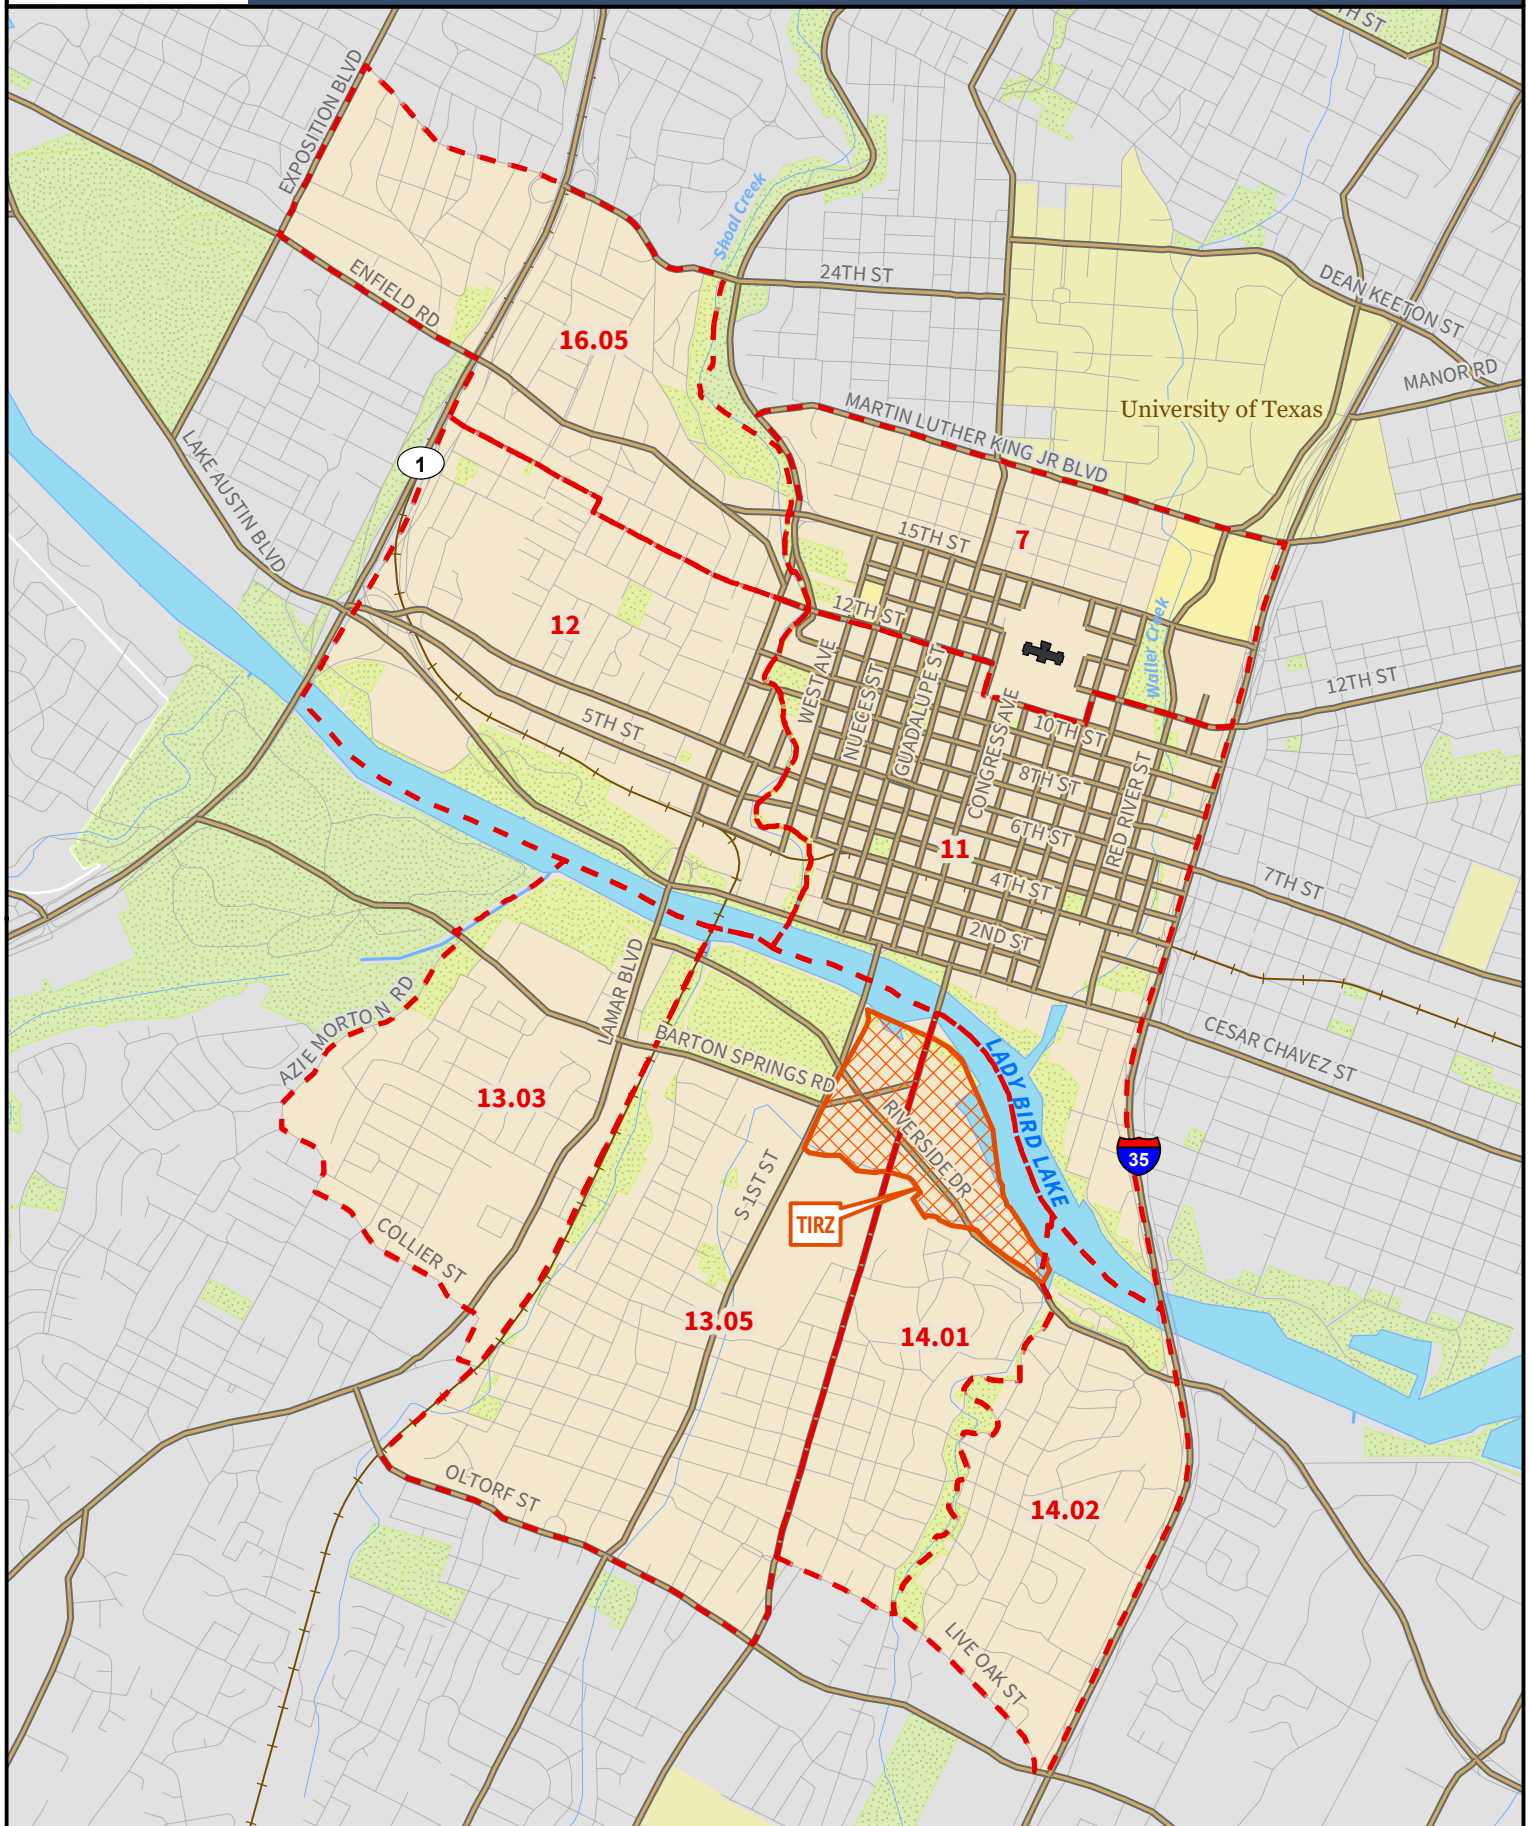 TH ST
EXPOSITION BLVD
Shoal Creek
24TH ST
DEAN KEETON ST
ENFIELD RD
16.05
MANOR RD
University of Texas
MARTIN LUTHER KING JR BLVD
LAKE AUSTIN BLVD
1
15TH ST
7
12TH ST
12
Waller Creek
WEST AVE
NUECES ST
GUADALUPE ST
12TH ST
CONGRESS AVE
10TH ST
5TH ST
8TH ST
RED RIVER ST
6TH ST
11
4TH ST
7TH ST
2ND ST
LAMAR BLVD
AZIE MORTON RD
CESAR CHAVEZ ST
BARTON SPRINGS RD
LADY BIRD LAKE
13.03
RIVERSIDE DR
35
S 1ST ST
TIRZ
COLLIER ST
13.05
14.01
OLTORF ST
14.02
LIVE OAK ST